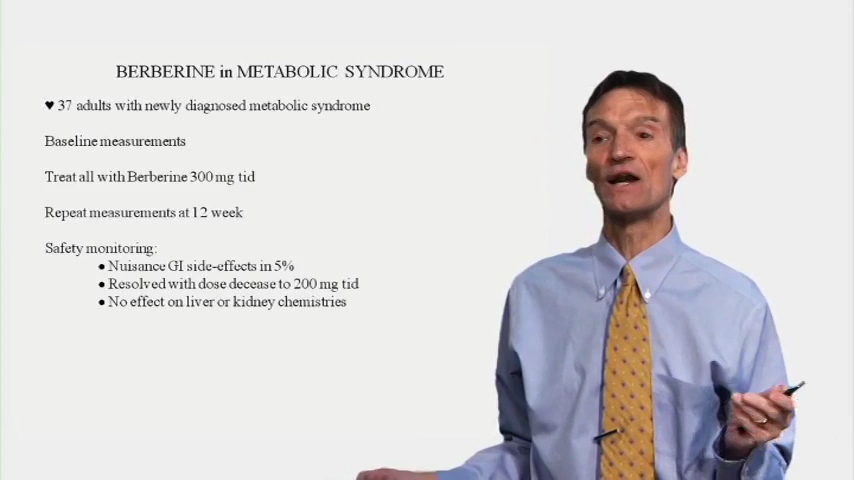 BERBERINE in METABOLIC SYNDROME
♥ 37 adults with newly diagnosed metabolic syndrome
Baseline measurements
Treat all with Berberine 300 mg tid
Repeat measurements at 12 week
Safety monitoring:
● Nuisance GI side-effects in 5%
● Resolved with dose decease to 200 mg tid
● No effect on liver or kidney chemistries